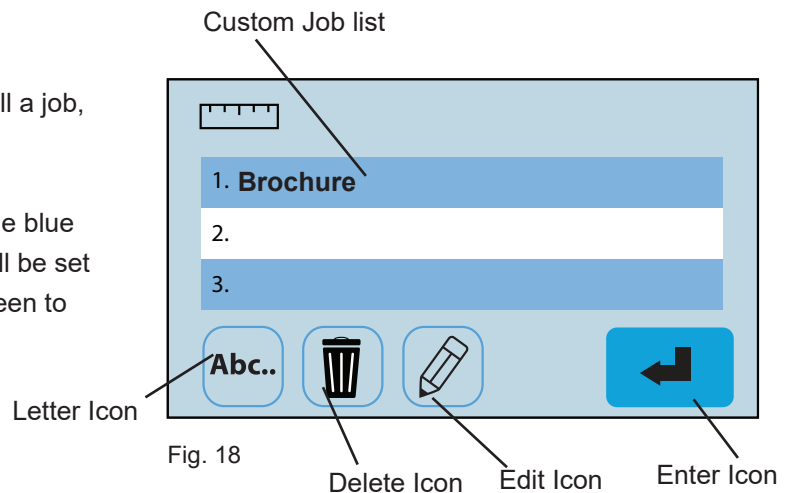 Custom Job list
ll a job,
1. Brochure
e blue
2.
ll be set
3.
een to
Abc..
Letter Icon
Fig. 18
Delete Icon
Edit Icon
Enter Icon